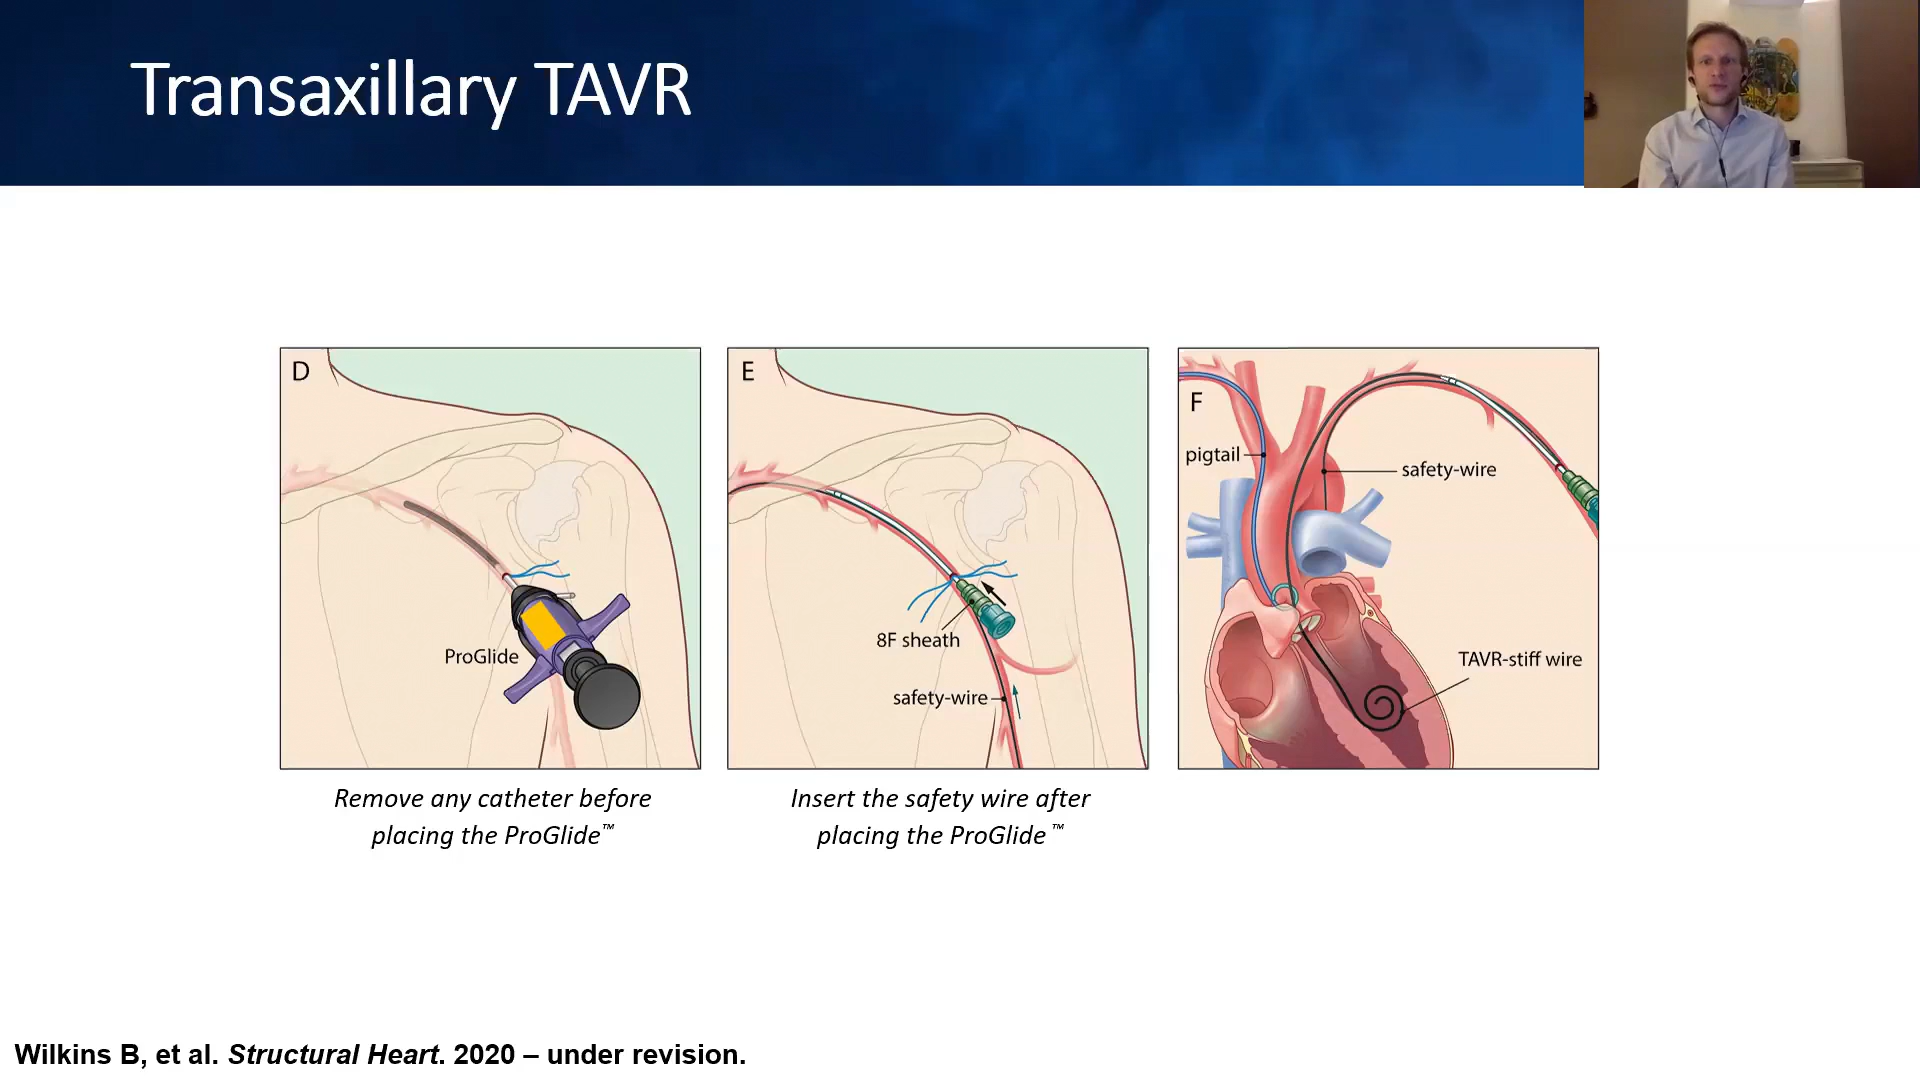 Transaxillary TAVR
D
ProGlide
Remove any catheter before
placing the ProGlide™
E
8F sheath
safety-wire
Insert the safety wire after
placing the ProGlide™
F
pigtail
safety-wire
TAVR-stiff wire
Wilkins B, et al. Structural Heart. 2020 – under revision.